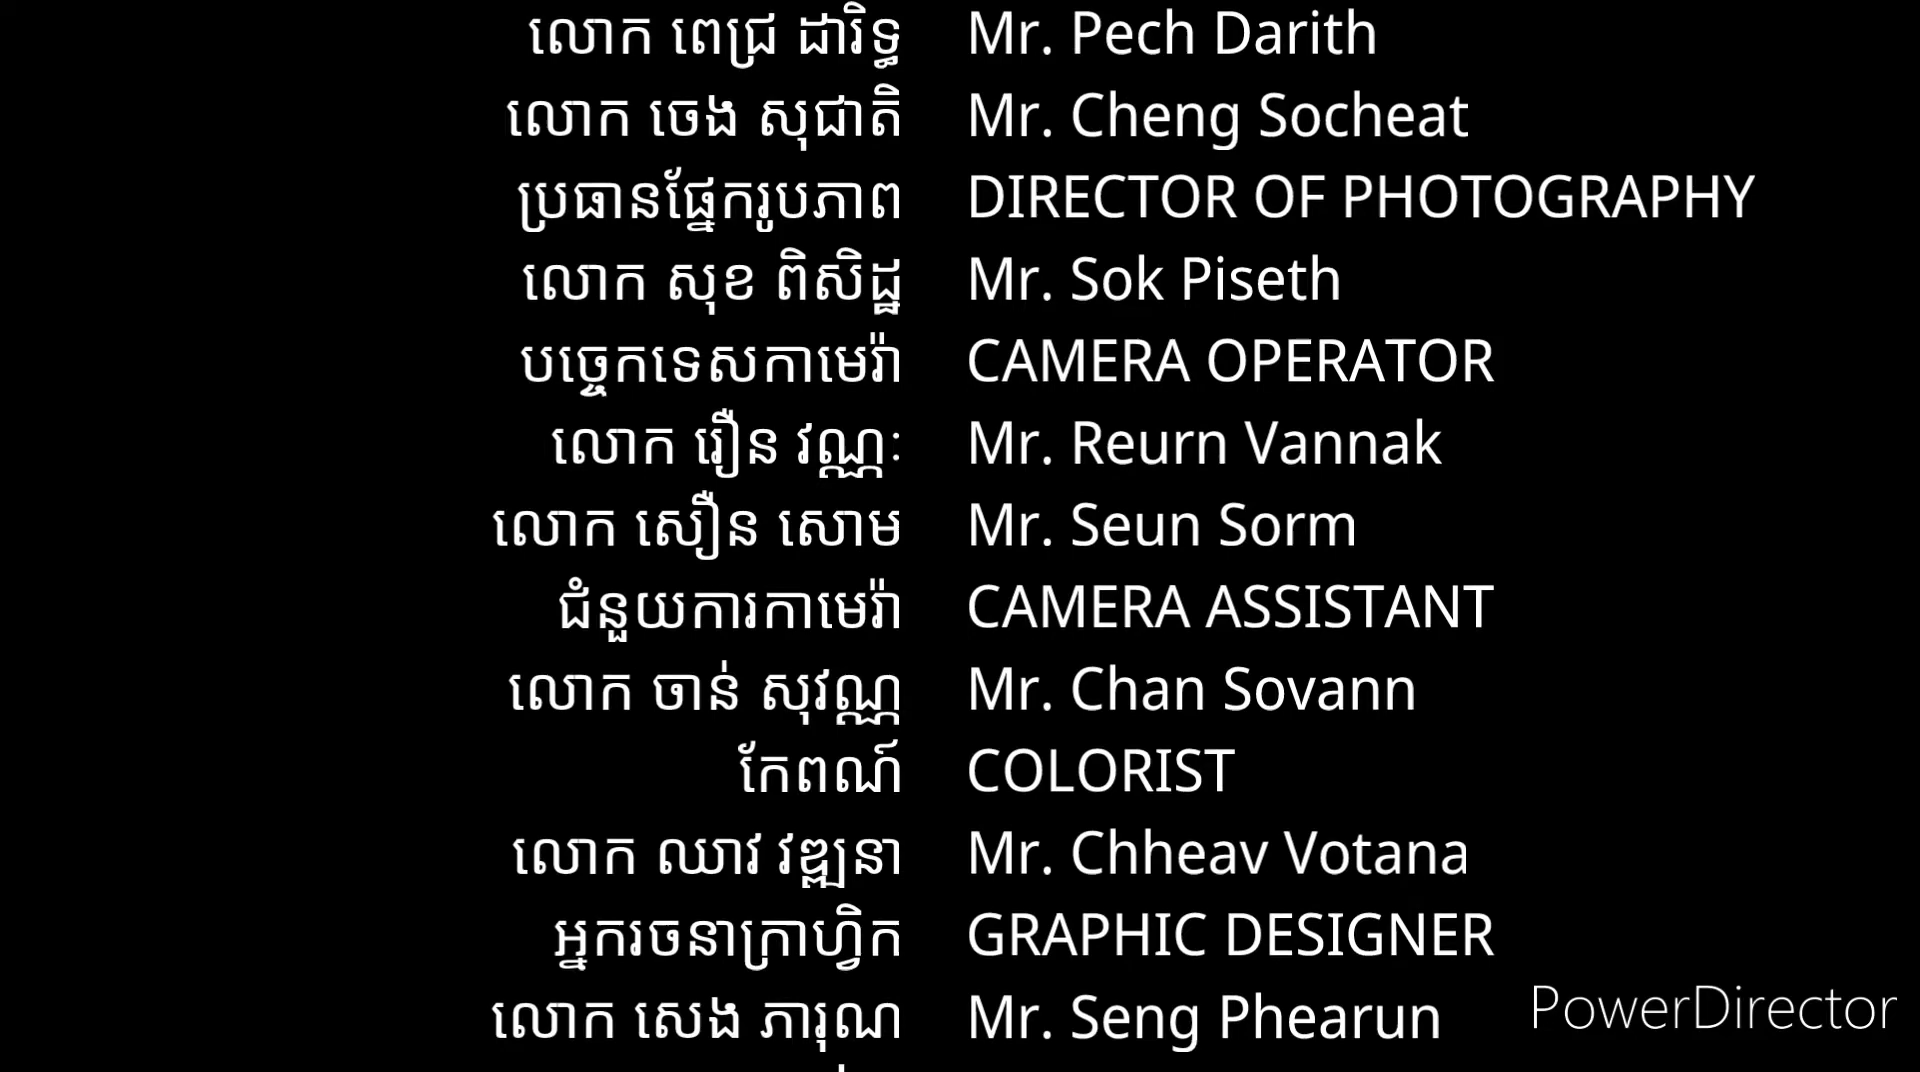 លោក ពេជ្រ ដារិទ្ធ Mr. Pech Darith
លោក ចេង សុជាតិ Mr. Cheng Socheat
ប្រធានផ្នែករូបភាព DIRECTOR OF PHOTOGRAPHY
លោក សុខ ពិសិដ្ឋ Mr. Sok Piseth
បច្ចេកទេសកាមេរ៉ា CAMERA OPERATOR
លោក រឿន វណ្ណៈ Mr. Reurn Vannak
លោក សឿន សោម Mr. Seun Sorm
ជំនួយការកាមេរ៉ា CAMERA ASSISTANT
លោក ចាន់ សុវណ្ណ Mr. Chan Sovann
កែពណ៍ COLORIST
លោក ឈាវ វឌ្ឍនា Mr. Chheav Votana
អ្នករចនាក្រាហ្វិក GRAPHIC DESIGNER
លោក សេង ភារុណ Mr. Seng Phearun
PowerDirector